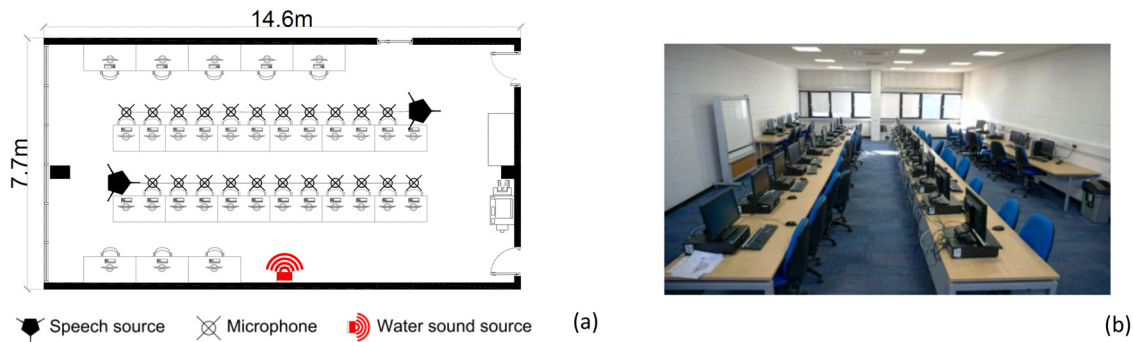 14.6m
7.7m
Speech source
Microphone
Water sound source
(a)
(b)